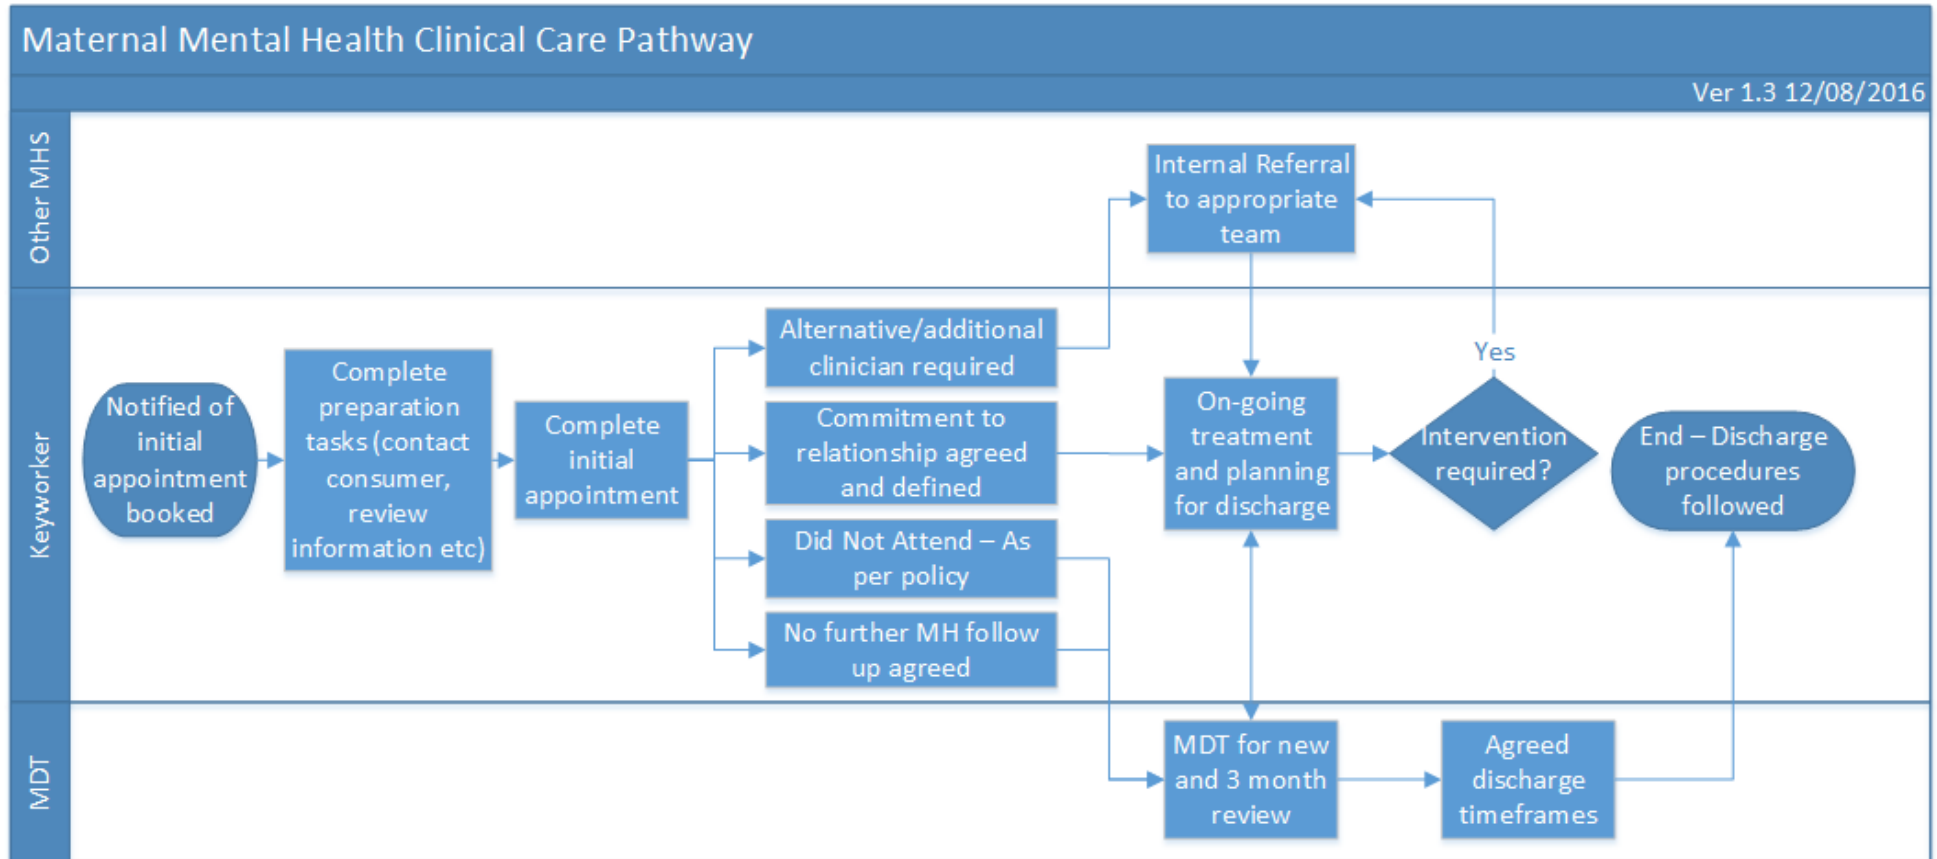 Maternal Mental Health Clinical Care Pathway
Ver 1.3 12/08/2016
Other MHS
Internal Referral
to appropriate
team
Keyworker
Notified of
initial
appointment
booked
Complete
preparation
tasks (contact
consumer,
review
information etc)
Complete
initial
appointment
Alternative/additional
clinician required
Commitment to
relationship agreed
and defined
Did Not Attend – As
per policy
No further MH follow
up agreed
On-going
treatment
and planning
for discharge
Intervention
required?
Yes
End – Discharge
procedures
followed
MDT
MDT for new
and 3 month
review
Agreed
discharge
timeframes